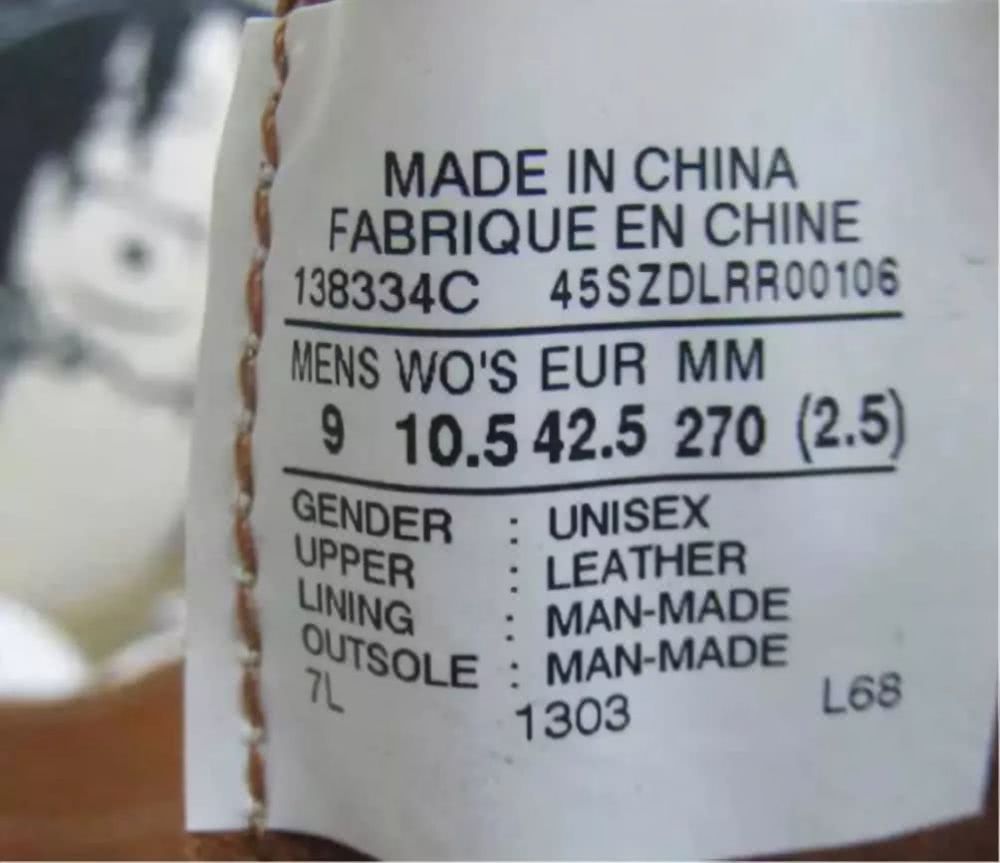 MADE IN CHINA
FABRIQUE EN CHINE
138334C 45SZDLRR00106
MENS WO'S EUR MM
9 10.5 42.5 270 (2.5)
GENDER : UNISEX
UPPER : LEATHER
LINING : MAN-MADE
OUTSOLE : MAN-MADE
7L 1303 L68